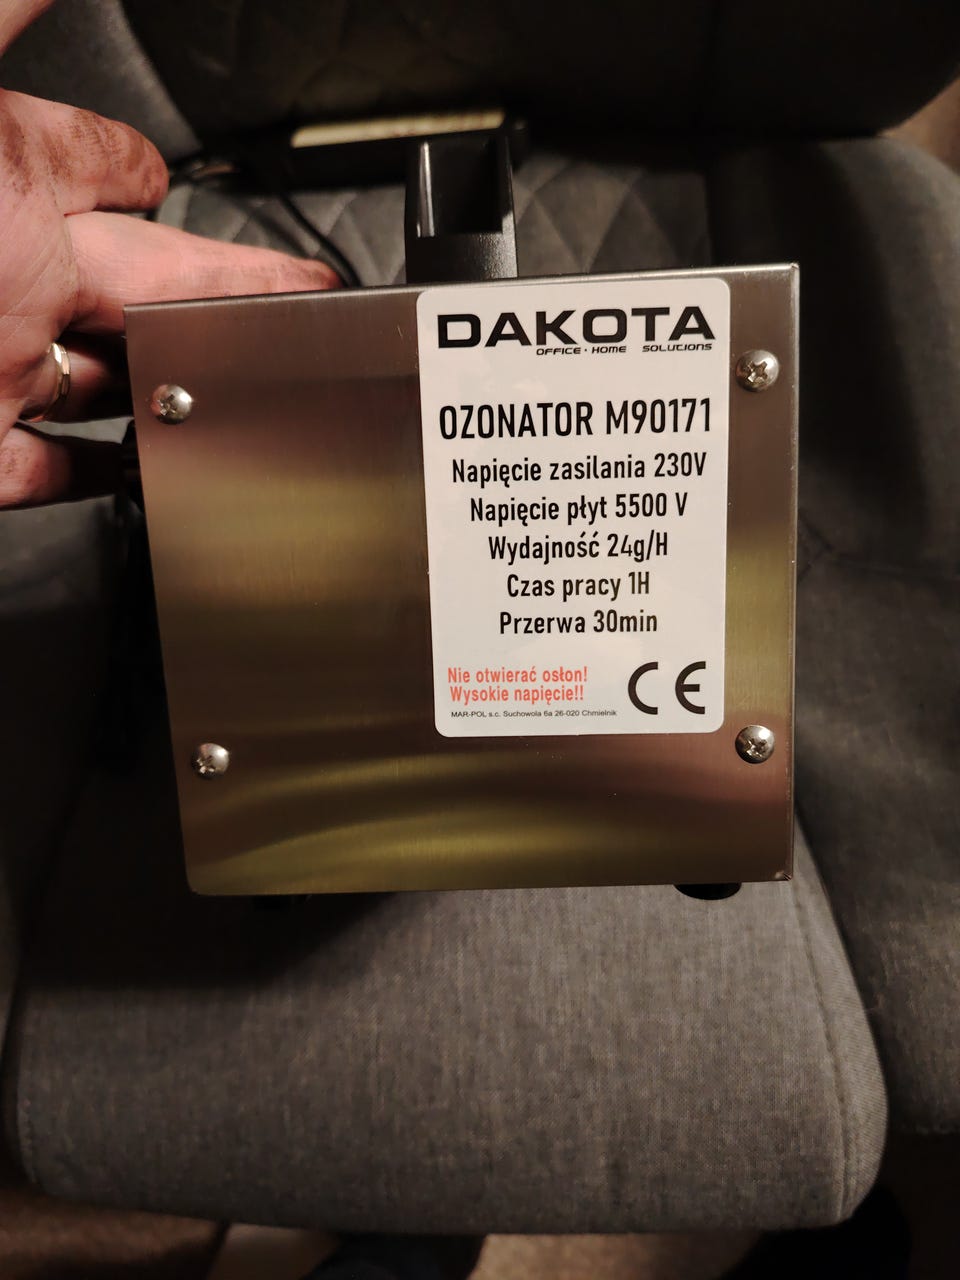 DAKOTA
OFFICE · HOME SOLUTIONS
OZONATOR M90171
Napięcie zasilania 230V
Napięcie płyt 5500 V
Wydajność 24g/H
Czas pracy 1H
Przerwa 30min
Nie otwierać osłon!
Wysokie napięcie!!
CE
MAR-POL s.c. Suchowola 6a 26-020 Chmielnik